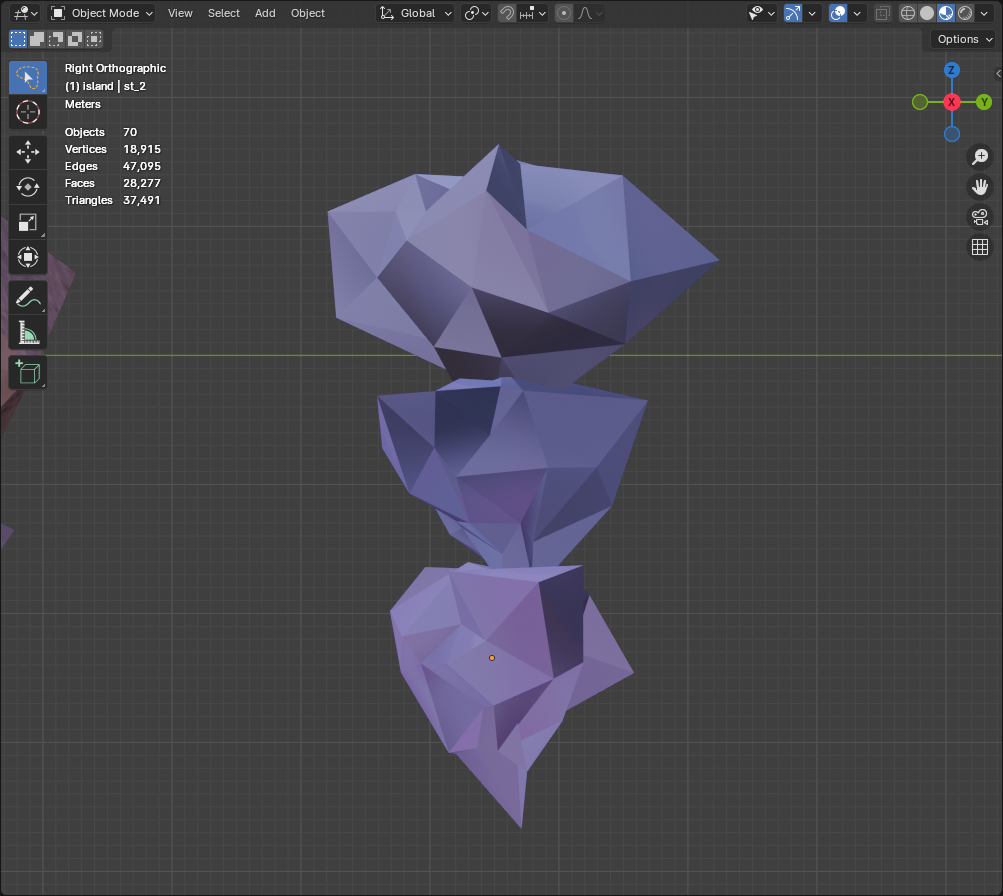 Object Mode View Select Add Object Global
Options
Right Orthographic
(1) island | st_2
Meters
Objects 70
Vertices 18,915
Edges 47,095
Faces 28,277
Triangles 37,491
Z
X
Y